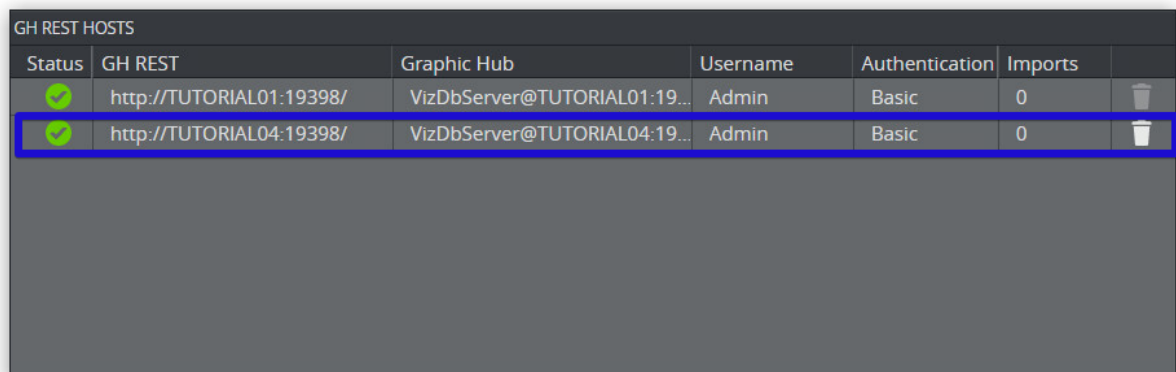 GH REST HOSTS
Status GH REST Graphic Hub Username Authentication Imports
http://TUTORIAL01:19398/ VizDbServer@TUTORIAL01:19... Admin Basic 0
http://TUTORIAL04:19398/ VizDbServer@TUTORIAL04:19... Admin Basic 0